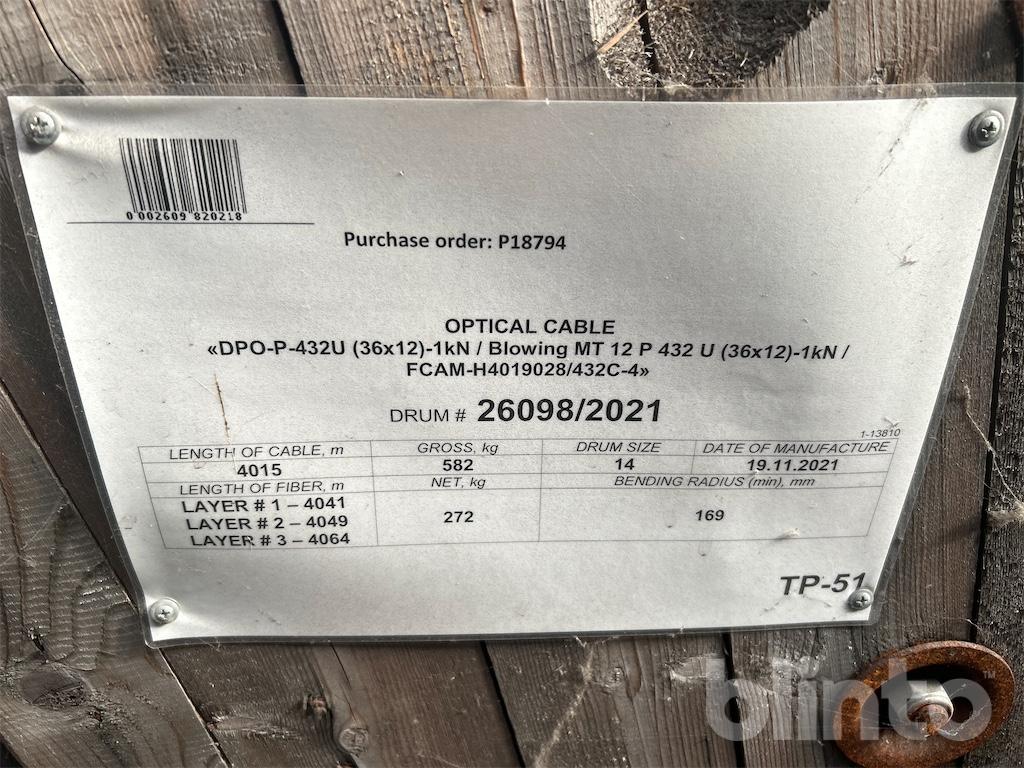 0 002609 820218
Purchase order: P18794
OPTICAL CABLE
«DPO-P-432U (36x12)-1kN / Blowing MT 12 P 432 U (36x12)-1kN /
FCAM-H4019028/432C-4»
DRUM # 26098/2021
1-13810
LENGTH OF CABLE, m GROSS, kg DRUM SIZE DATE OF MANUFACTURE
4015 582 14 19.11.2021
LENGTH OF FIBER, m NET, kg BENDING RADIUS (min), mm
LAYER # 1 – 4041
LAYER # 2 – 4049 272 169
LAYER # 3 – 4064
TP-51
blinto™